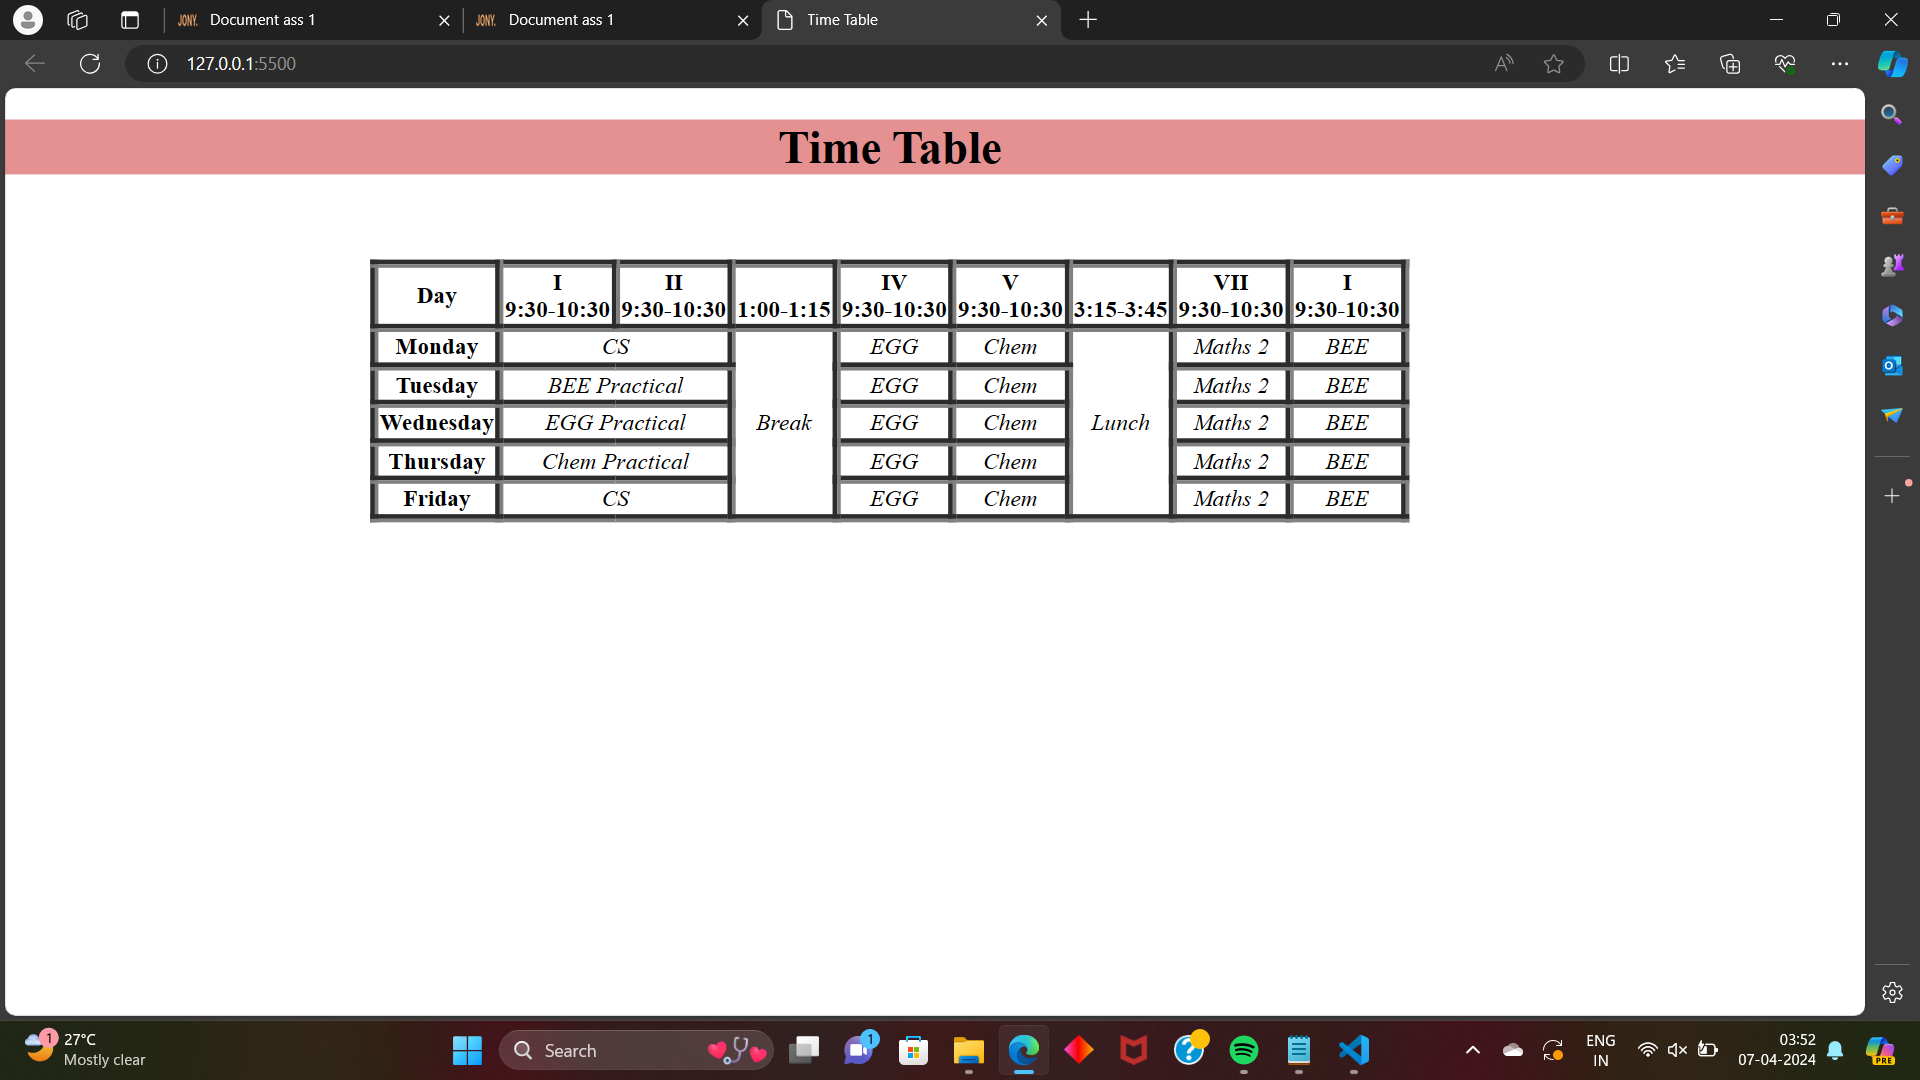 JONY. Document ass 1
JONY. Document ass 1
Time Table
127.0.0.1:5500
Time Table
Day I 9:30-10:30 II 9:30-10:30 1:00-1:15 IV 9:30-10:30 V 9:30-10:30 3:15-3:45 VII 9:30-10:30 I 9:30-10:30
Monday CS Break EGG Chem Lunch Maths 2 BEE
Tuesday BEE Practical EGG Chem Maths 2 BEE
Wednesday EGG Practical EGG Chem Maths 2 BEE
Thursday Chem Practical EGG Chem Maths 2 BEE
Friday CS EGG Chem Maths 2 BEE
1
27°C
Mostly clear
Search
1
ENG
IN
03:52
07-04-2024
PRE